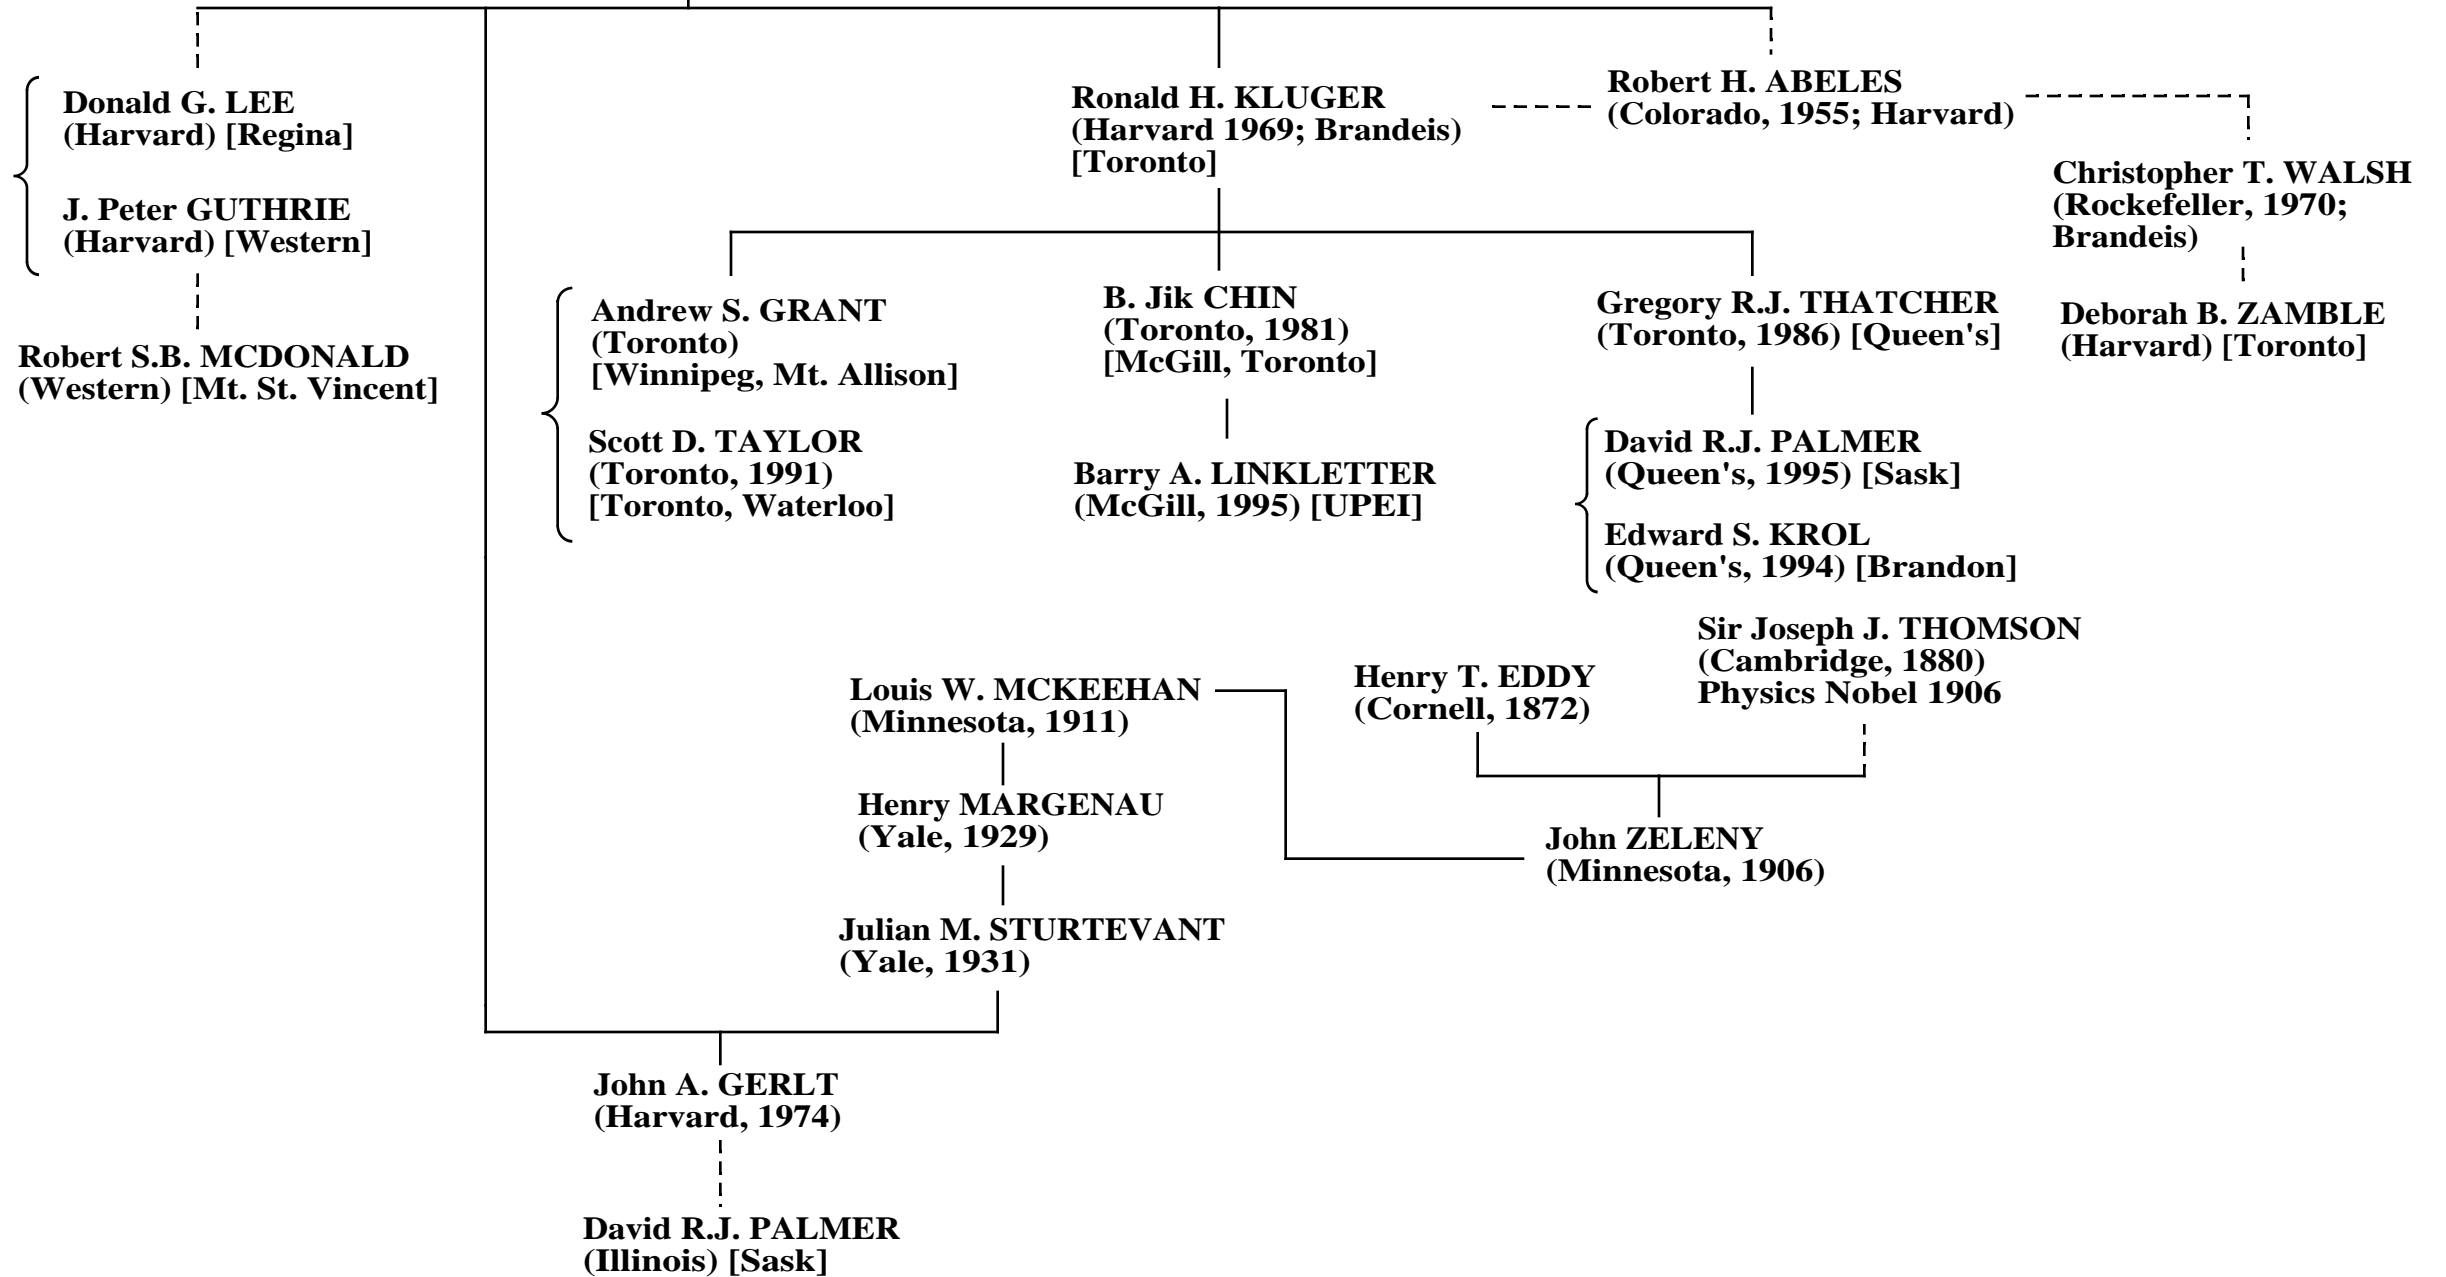 Donald G. LEE
(Harvard) [Regina]
J. Peter GUTHRIE
(Harvard) [Western]
Robert S.B. MCDONALD
(Western) [Mt. St. Vincent]
Ronald H. KLUGER
(Harvard 1969; Brandeis)
[Toronto]
Robert H. ABELES
(Colorado, 1955; Harvard)
Christopher T. WALSH
(Rockefeller, 1970;
Brandeis)
Deborah B. ZAMBLE
(Harvard) [Toronto]
Andrew S. GRANT
(Toronto)
[Winnipeg, Mt. Allison]
Scott D. TAYLOR
(Toronto, 1991)
[Toronto, Waterloo]
B. Jik CHIN
(Toronto, 1981)
[McGill, Toronto]
Barry A. LINKLETTER
(McGill, 1995) [UPEI]
Gregory R.J. THATCHER
(Toronto, 1986) [Queen's]
David R.J. PALMER
(Queen's, 1995) [Sask]
Edward S. KROL
(Queen's, 1994) [Brandon]
Sir Joseph J. THOMSON
(Cambridge, 1880)
Physics Nobel 1906
Henry T. EDDY
(Cornell, 1872)
Louis W. MCKEEHAN
(Minnesota, 1911)
Henry MARGENAU
(Yale, 1929)
John ZELENY
(Minnesota, 1906)
Julian M. STURTEVANT
(Yale, 1931)
John A. GERLT
(Harvard, 1974)
David R.J. PALMER
(Illinois) [Sask]